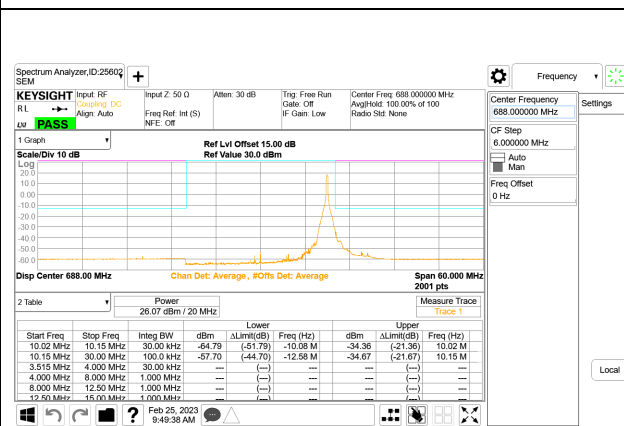 Spectrum Analyzer,ID:25602
SEM
+
Frequency
KEYSIGHT
RL
LXI PASS
Input: RF
Coupling: DC
Align: Auto
Input Z: 50 Ω
Freq Ref: Int (S)
NFE: Off
Atten: 30 dB
Trig: Free Run
Gate: Off
IF Gain: Low
Center Freq: 688.000000 MHz
Avg|Hold: 100.00% of 100
Radio Std: None
Center Frequency
688.000000 MHz
Settings
CF Step
6.000000 MHz
Auto
Man
Freq Offset
0 Hz
Local
1 Graph
Ref Lvl Offset 15.00 dB
Scale/Div 10 dB
Ref Value 30.0 dBm
Log
20.0
10.0
0.00
-10.0
-20.0
-30.0
-40.0
-50.0
-60.0
Disp Center 688.00 MHz
Chan Det: Average , #Offs Det: Average
Span 60.000 MHz
2001 pts
2 Table
Power
26.07 dBm / 20 MHz
Measure Trace
Trace 1
Lower Upper
Start Freq Stop Freq Integ BW dBm ΔLimit(dB) Freq (Hz) dBm ΔLimit(dB) Freq (Hz)
10.02 MHz 10.15 MHz 30.00 kHz -64.79 (-51.79) -10.08 M -34.36 (-21.36) 10.02 M
10.15 MHz 30.00 MHz 100.0 kHz -57.70 (-44.70) -12.58 M -34.67 (-21.67) 10.15 M
3.515 MHz 4.000 MHz 30.00 kHz --- (---) --- --- (---) ---
4.000 MHz 8.000 MHz 1.000 MHz --- (---) --- --- (---) ---
8.000 MHz 12.50 MHz 1.000 MHz --- (---) --- --- (---) ---
12.50 MHz 15.00 MHz 1.000 MHz --- (---) --- --- (---) ---
?
Feb 25, 2023
9:49:38 AM